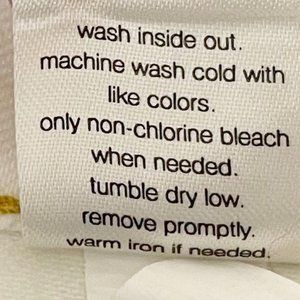 wash inside out.
machine wash cold with
like colors.
only non-chlorine bleach
when needed.
tumble dry low.
remove promptly.
warm iron if needed.